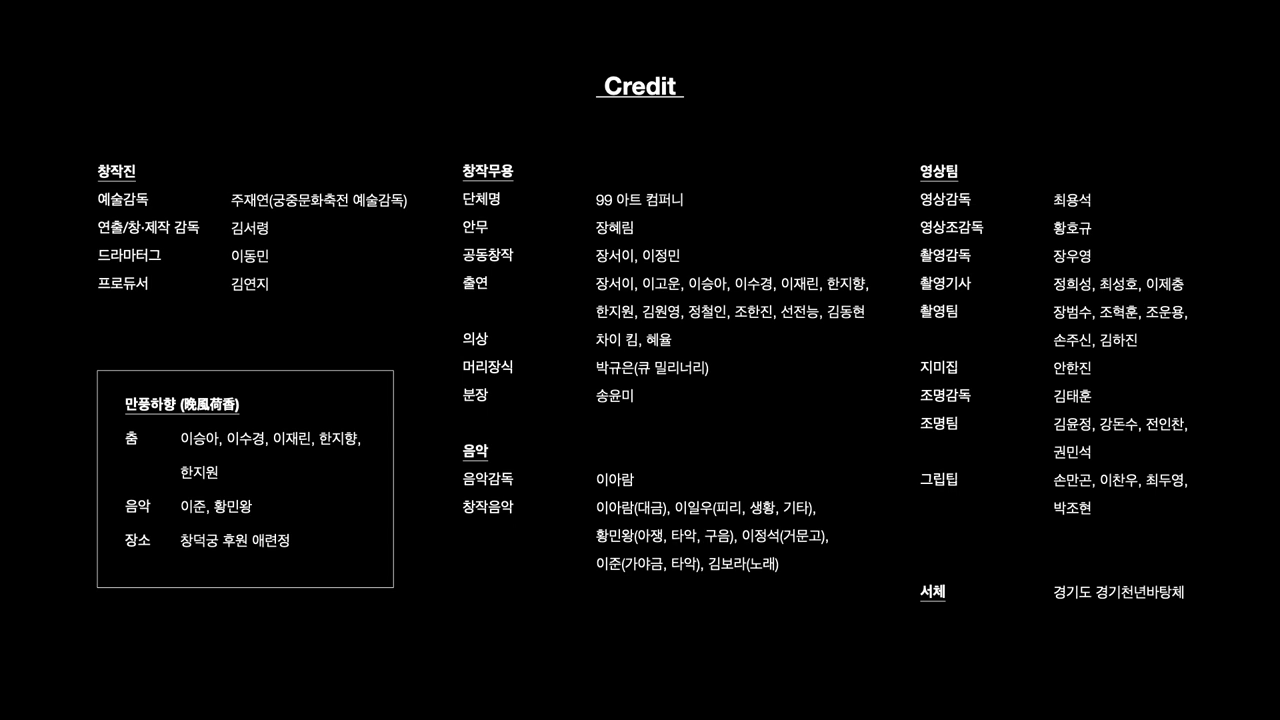 Credit
창작진
예술감독 주재연(궁중문화축전 예술감독)
연출/창·제작 감독 김서령
드라마터그 이동민
프로듀서 김연지
만풍하향 (晩風荷香)
춤 이승아, 이수경, 이재린, 한지향,
한지원
음악 이준, 황민왕
장소 창덕궁 후원 애련정
창작무용
단체명 99 아트 컴퍼니
안무 장혜림
공동창작 장서이, 이정민
출연 장서이, 이고운, 이승아, 이수경, 이재린, 한지향,
한지원, 김원영, 정철인, 조한진, 선전능, 김동현
의상 차이 킴, 혜율
머리장식 박규은(큐 밀리너리)
분장 송윤미
음악
음악감독 이아람
창작음악 이아람(대금), 이일우(피리, 생황, 기타),
황민왕(아쟁, 타악, 구음), 이정석(거문고),
이준(가야금, 타악), 김보라(노래)
영상팀
영상감독 최용석
영상조감독 황호규
촬영감독 장우영
촬영기사 정희성, 최성호, 이제충
촬영팀 장범수, 조혁훈, 조운용,
손주신, 김하진
지미집 안한진
조명감독 김태훈
조명팀 김윤정, 강돈수, 전인찬,
권민석
그립팁 손만곤, 이찬우, 최두영,
박조현
서체 경기도 경기천년바탕체